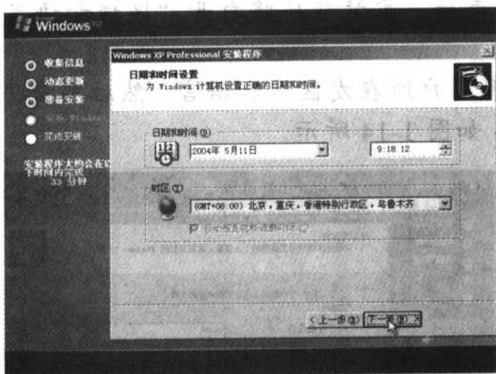 Windows XP
收集信息
动态更新
准备安装
安装 Windows
完成安装
安装程序大约会在以
下时间内完成
33 分钟
Windows XP Professional 安装程序
日期和时间设置
为 Windows 计算机设置正确的日期和时间。
日期和时间(D)
2004年 5月11日
9:18:12
时区(T)
(GMT+08:00) 北京，重庆，香港特别行政区，乌鲁木齐
< 上一步(B)
下一步(N) >